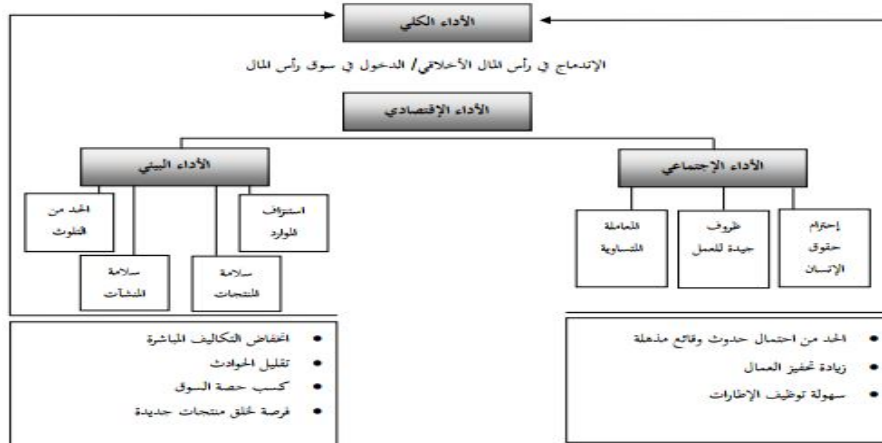 الأداء الكلي
الإندماج في رأس المال الأخلاقي/ الدخول في سوق رأس المال
الأداء الإقتصادي
الأداء الإجتماعي
الأداء البيئي
إحترام
حقوق
الإنسان
ظروف
جيدة للعمل
المعاملة
المتساوية
استنزاف
الموارد
سلامة
المنتجات
سلامة
المنشآت
الحد من
التلوث
• الحد من احتمال حدوث وقائع مذهلة
• زيادة تحفيز العمال
• سهولة توظيف الإطارات
• انخفاض التكاليف المباشرة
• تقليل الحوادث
• كسب حصة السوق
• فرصة لخلق منتجات جديدة